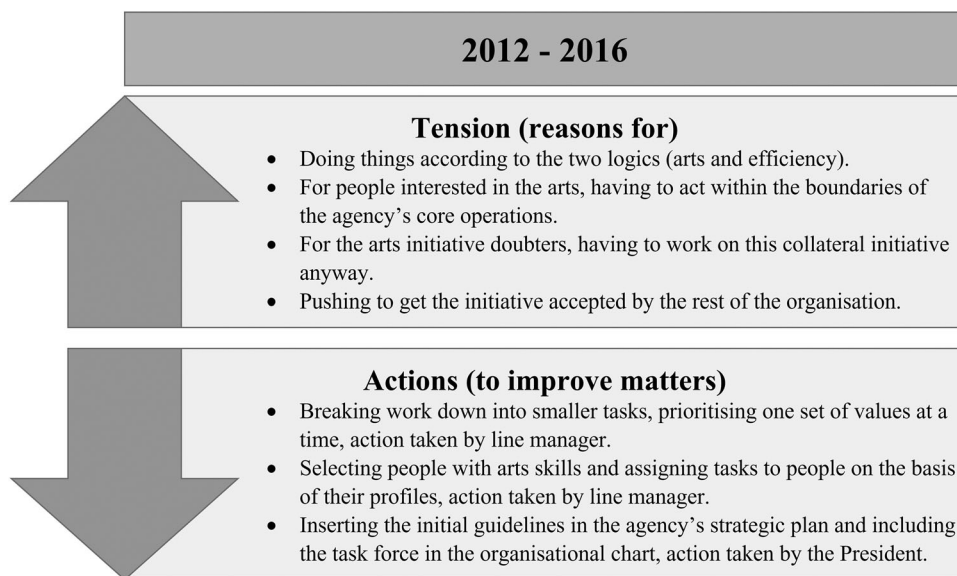 2012 - 2016
Tension (reasons for)
• Doing things according to the two logics (arts and efficiency).
• For people interested in the arts, having to act within the boundaries of
the agency’s core operations.
• For the arts initiative doubters, having to work on this collateral initiative
anyway.
• Pushing to get the initiative accepted by the rest of the organisation.
Actions (to improve matters)
• Breaking work down into smaller tasks, prioritising one set of values at a
time, action taken by line manager.
• Selecting people with arts skills and assigning tasks to people on the basis
of their profiles, action taken by line manager.
• Inserting the initial guidelines in the agency’s strategic plan and including
the task force in the organisational chart, action taken by the President.